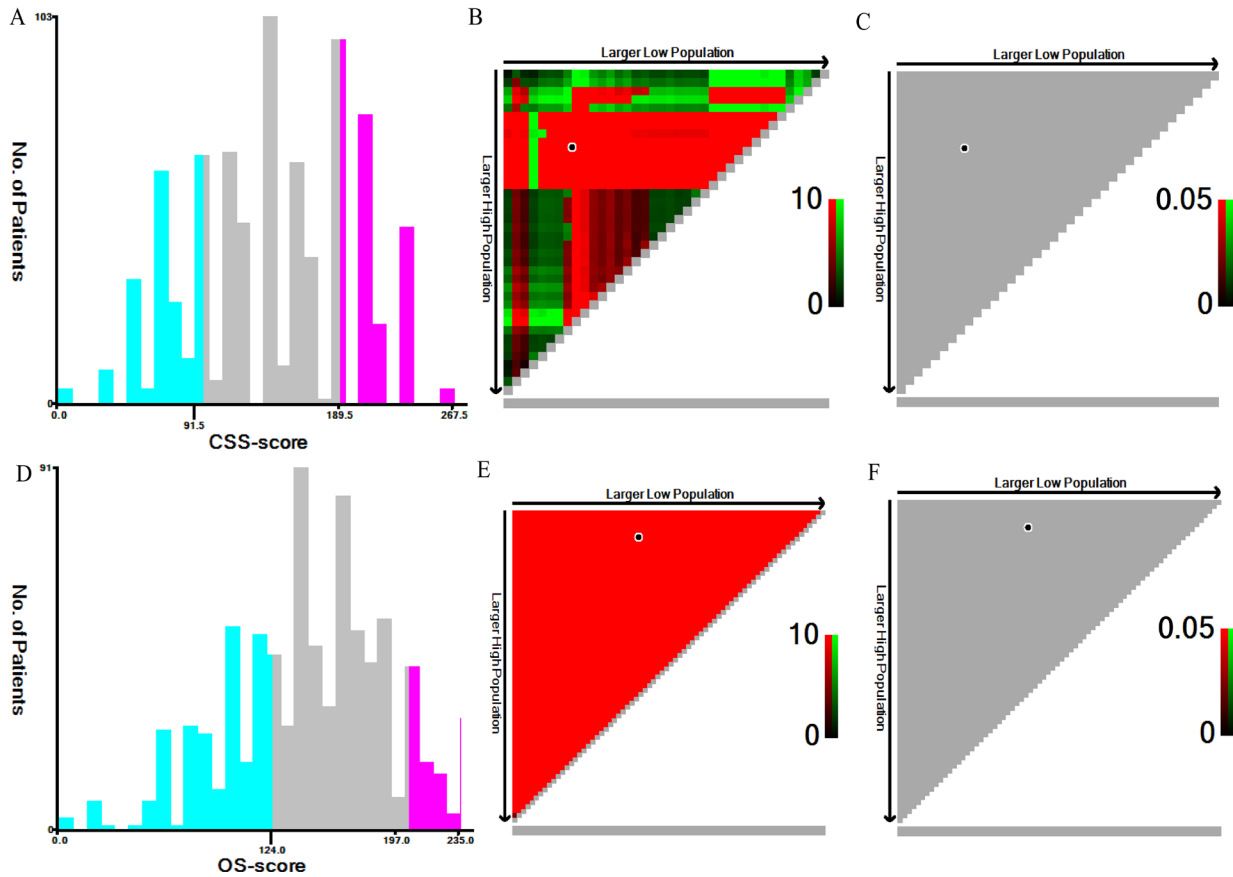 A
103
No. of Patients
0
0.0
91.5
189.5
267.5
CSS-score
B
Larger Low Population
Larger High Population
10
0
C
Larger Low Population
Larger High Population
0.05
0
D
91
No. of Patients
0
0.0
124.0
197.0
235.0
OS-score
E
Larger Low Population
Larger High Population
10
0
F
Larger Low Population
Larger High Population
0.05
0